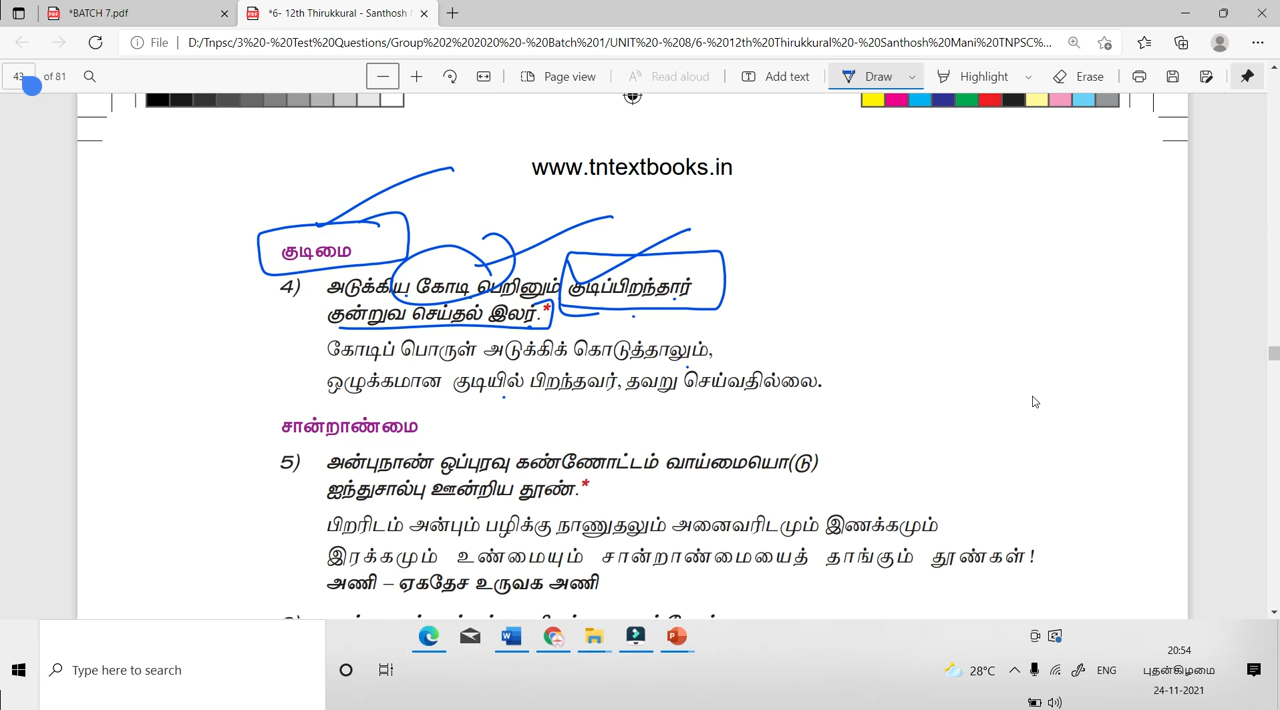 *BATCH 7.pdf
*6- 12th Thirukkural - Santhosh
File
D:/Tnpsc/3%20-%20Test%20Questions/Group%202%202020%20-%20Batch%201/UNIT%20-%208/6-%2012th%20Thirukkural%20-%20Santhosh%20Mani%20TNPSC%...
43 of 81
Page view
Read aloud
Add text
Draw
Highlight
Erase
www.tntextbooks.in
குடிமை
4) அடுக்கிய கோடி பெறினும் குடிப்பிறந்தார்
குன்றுவ செய்தல் இலர்.*
கோடிப் பொருள் அடுக்கிக் கொடுத்தாலும்,
ஒழுக்கமான குடியில் பிறந்தவர், தவறு செய்வதில்லை.
சான்றாண்மை
5) அன்புநாண் ஒப்புரவு கண்ணோட்டம் வாய்மையொ(டு)
ஐந்துசால்பு ஊன்றிய தூண்.*
பிறரிடம் அன்பும் பழிக்கு நாணுதலும் அனைவரிடமும் இணக்கமும்
இரக்கமும் உண்மையும் சான்றாண்மையைத் தாங்கும் தூண்கள்!
அணி – ஏகதேச உருவக அணி
Type here to search
28°C
ENG
20:54
புதன்கிழமை
24-11-2021